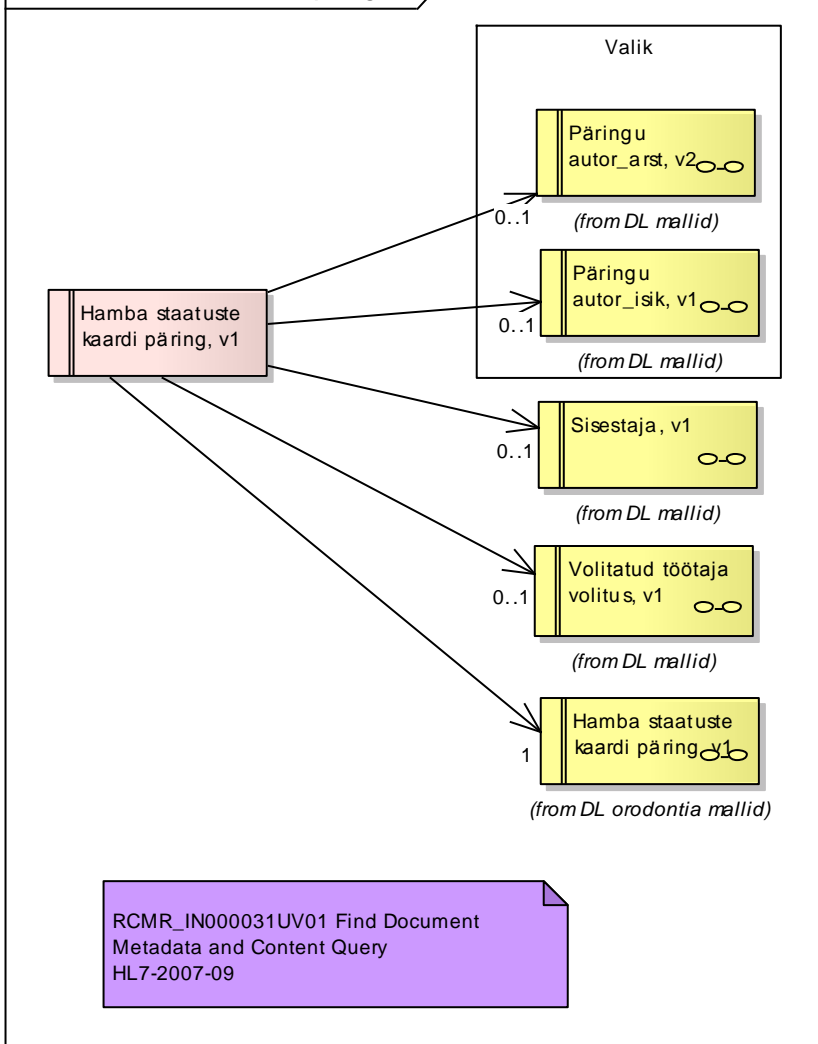 Valik
Päringu
autor_arst, v2
0..1
(from DL mallid)
Päringu
autor_isik, v1
0..1
(from DL mallid)
Hamba staatuste
kaardi päring, v1
Sisestaja, v1
0..1
(from DL mallid)
Volitatud töötaja
volitus, v1
0..1
(from DL mallid)
Hamba staatuste
kaardi päring, v1
1
(from DL orodontia mallid)
RCMR_IN000031UV01 Find Document
Metadata and Content Query
HL7-2007-09